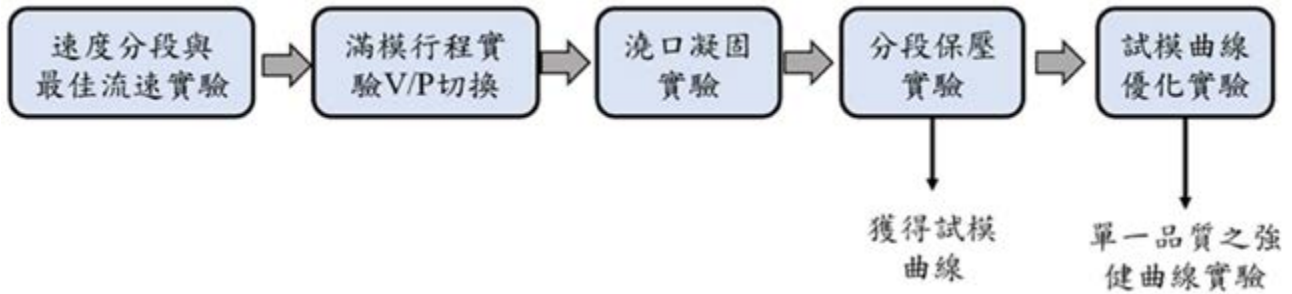 速度分段與
最佳流速實驗
滿模行程實
驗V/P切換
澆口凝固
實驗
分段保壓
實驗
試模曲線
優化實驗
獲得試模
曲線
單一品質之強
健曲線實驗